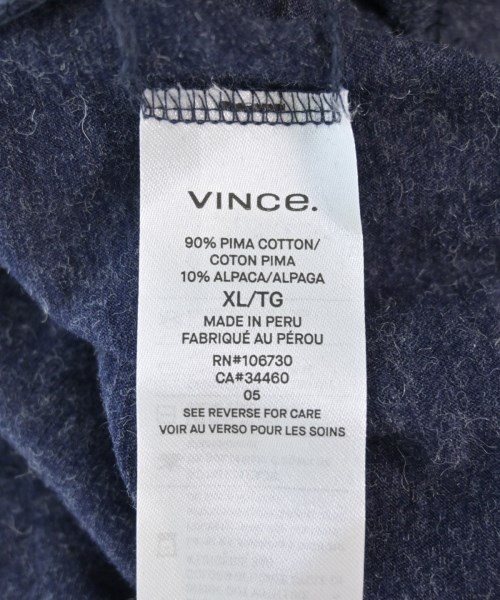 VINCE.
90% PIMA COTTON/
COTON PIMA
10% ALPACA/ALPAGA
XL/TG
MADE IN PERU
FABRIQUÉ AU PÉROU
RN#106730
CA#34460
05
SEE REVERSE FOR CARE
VOIR AU VERSO POUR LES SOINS